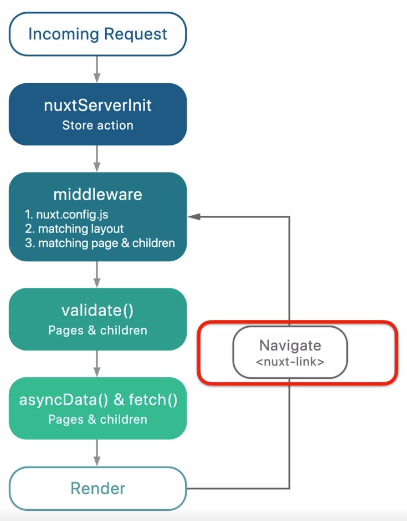 Incoming Request
nuxtServerInit
Store action
middleware
1. nuxt.config.js
2. matching layout
3. matching page & children
validate()
Pages & children
Navigate
<nuxt-link>
asyncData() & fetch()
Pages & children
Render